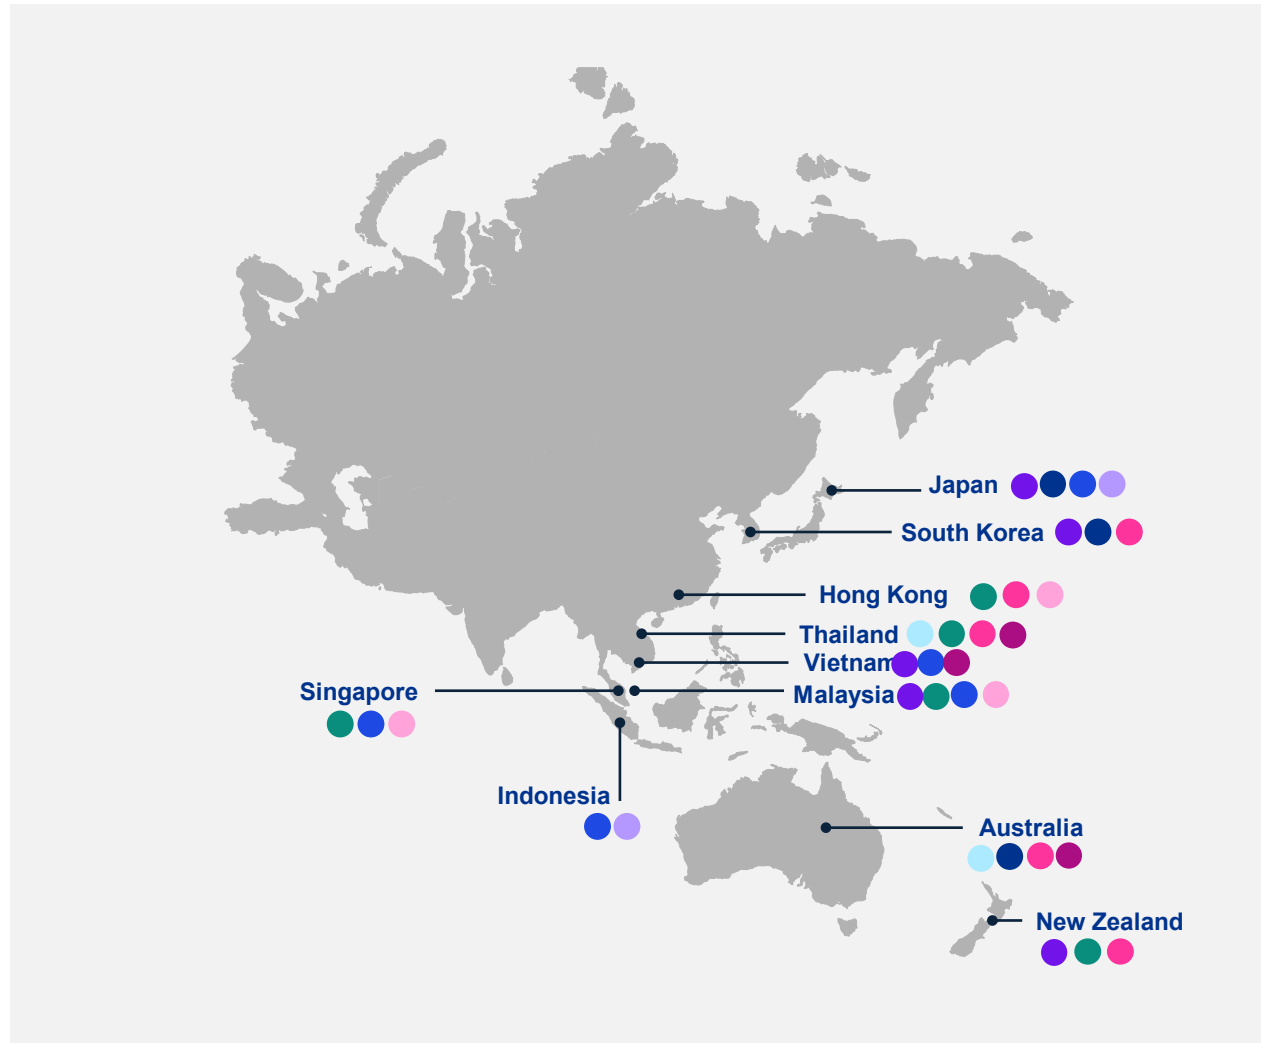 Japan
South Korea
Hong Kong
Thailand
Vietnam
Malaysia
Singapore
Indonesia
Australia
New Zealand